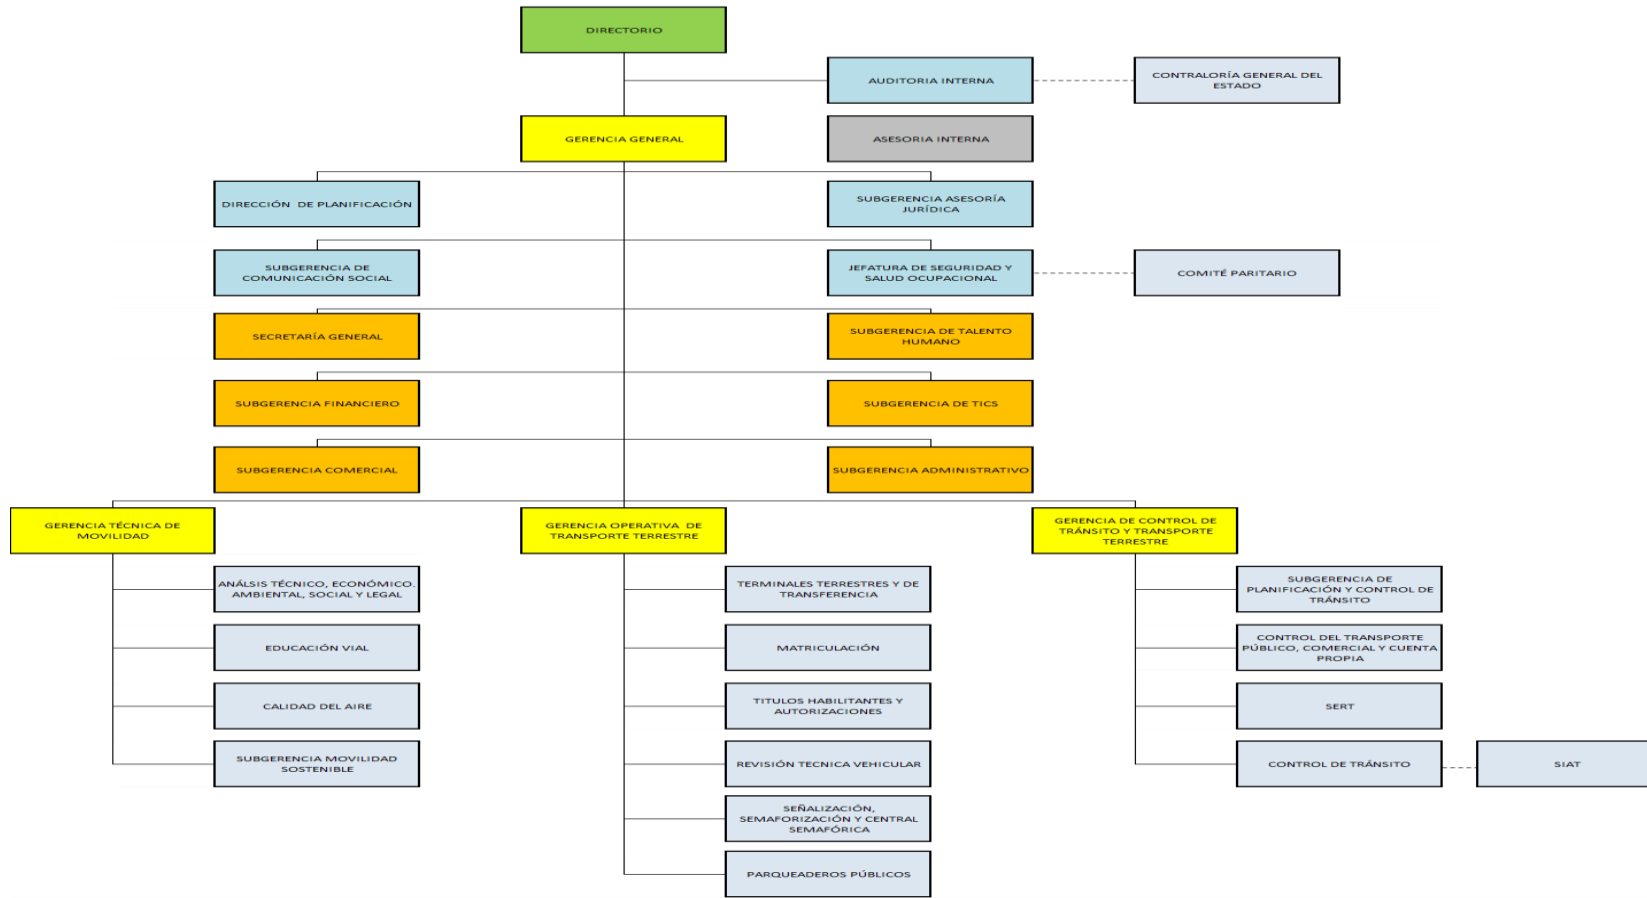 DIRECTORIO
AUDITORIA INTERNA
CONTRALORÍA GENERAL DEL
ESTADO
GERENCIA GENERAL
ASESORIA INTERNA
DIRECCIÓN DE PLANIFICACIÓN
SUBGERENCIA ASESORÍA
JURÍDICA
SUBGERENCIA DE
COMUNICACIÓN SOCIAL
JEFATURA DE SEGURIDAD Y
SALUD OCUPACIONAL
COMITÉ PARITARIO
SECRETARÍA GENERAL
SUBGERENCIA DE TALENTO
HUMANO
SUBGERENCIA FINANCIERO
SUBGERENCIA DE TICS
SUBGERENCIA COMERCIAL
SUBGERENCIA ADMINISTRATIVO
GERENCIA TÉCNICA DE
MOVILIDAD
GERENCIA OPERATIVA DE
TRANSPORTE TERRESTRE
GERENCIA DE CONTROL DE
TRÁNSITO Y TRANSPORTE
TERRESTRE
ANÁLSIS TÉCNICO, ECONÓMICO.
AMBIENTAL, SOCIAL Y LEGAL
EDUCACIÓN VIAL
CALIDAD DEL AIRE
SUBGERENCIA MOVILIDAD
SOSTENIBLE
TERMINALES TERRESTRES Y DE
TRANSFERENCIA
MATRICULACIÓN
TITULOS HABILITANTES Y
AUTORIZACIONES
REVISIÓN TECNICA VEHICULAR
SEÑALIZACIÓN,
SEMAFORIZACIÓN Y CENTRAL
SEMAFÓRICA
PARQUEADEROS PÚBLICOS
SUBGERENCIA DE
PLANIFICACIÓN Y CONTROL DE
TRÁNSITO
CONTROL DEL TRANSPORTE
PÚBLICO, COMERCIAL Y CUENTA
PROPIA
SERT
CONTROL DE TRÁNSITO
SIAT